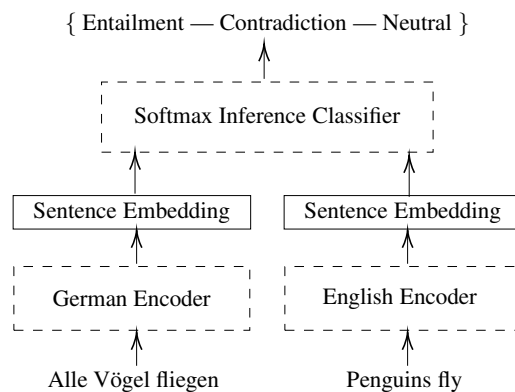 { Entailment — Contradiction — Neutral }
Softmax Inference Classifier
Sentence Embedding
Sentence Embedding
German Encoder
English Encoder
Alle Vögel fliegen
Penguins fly